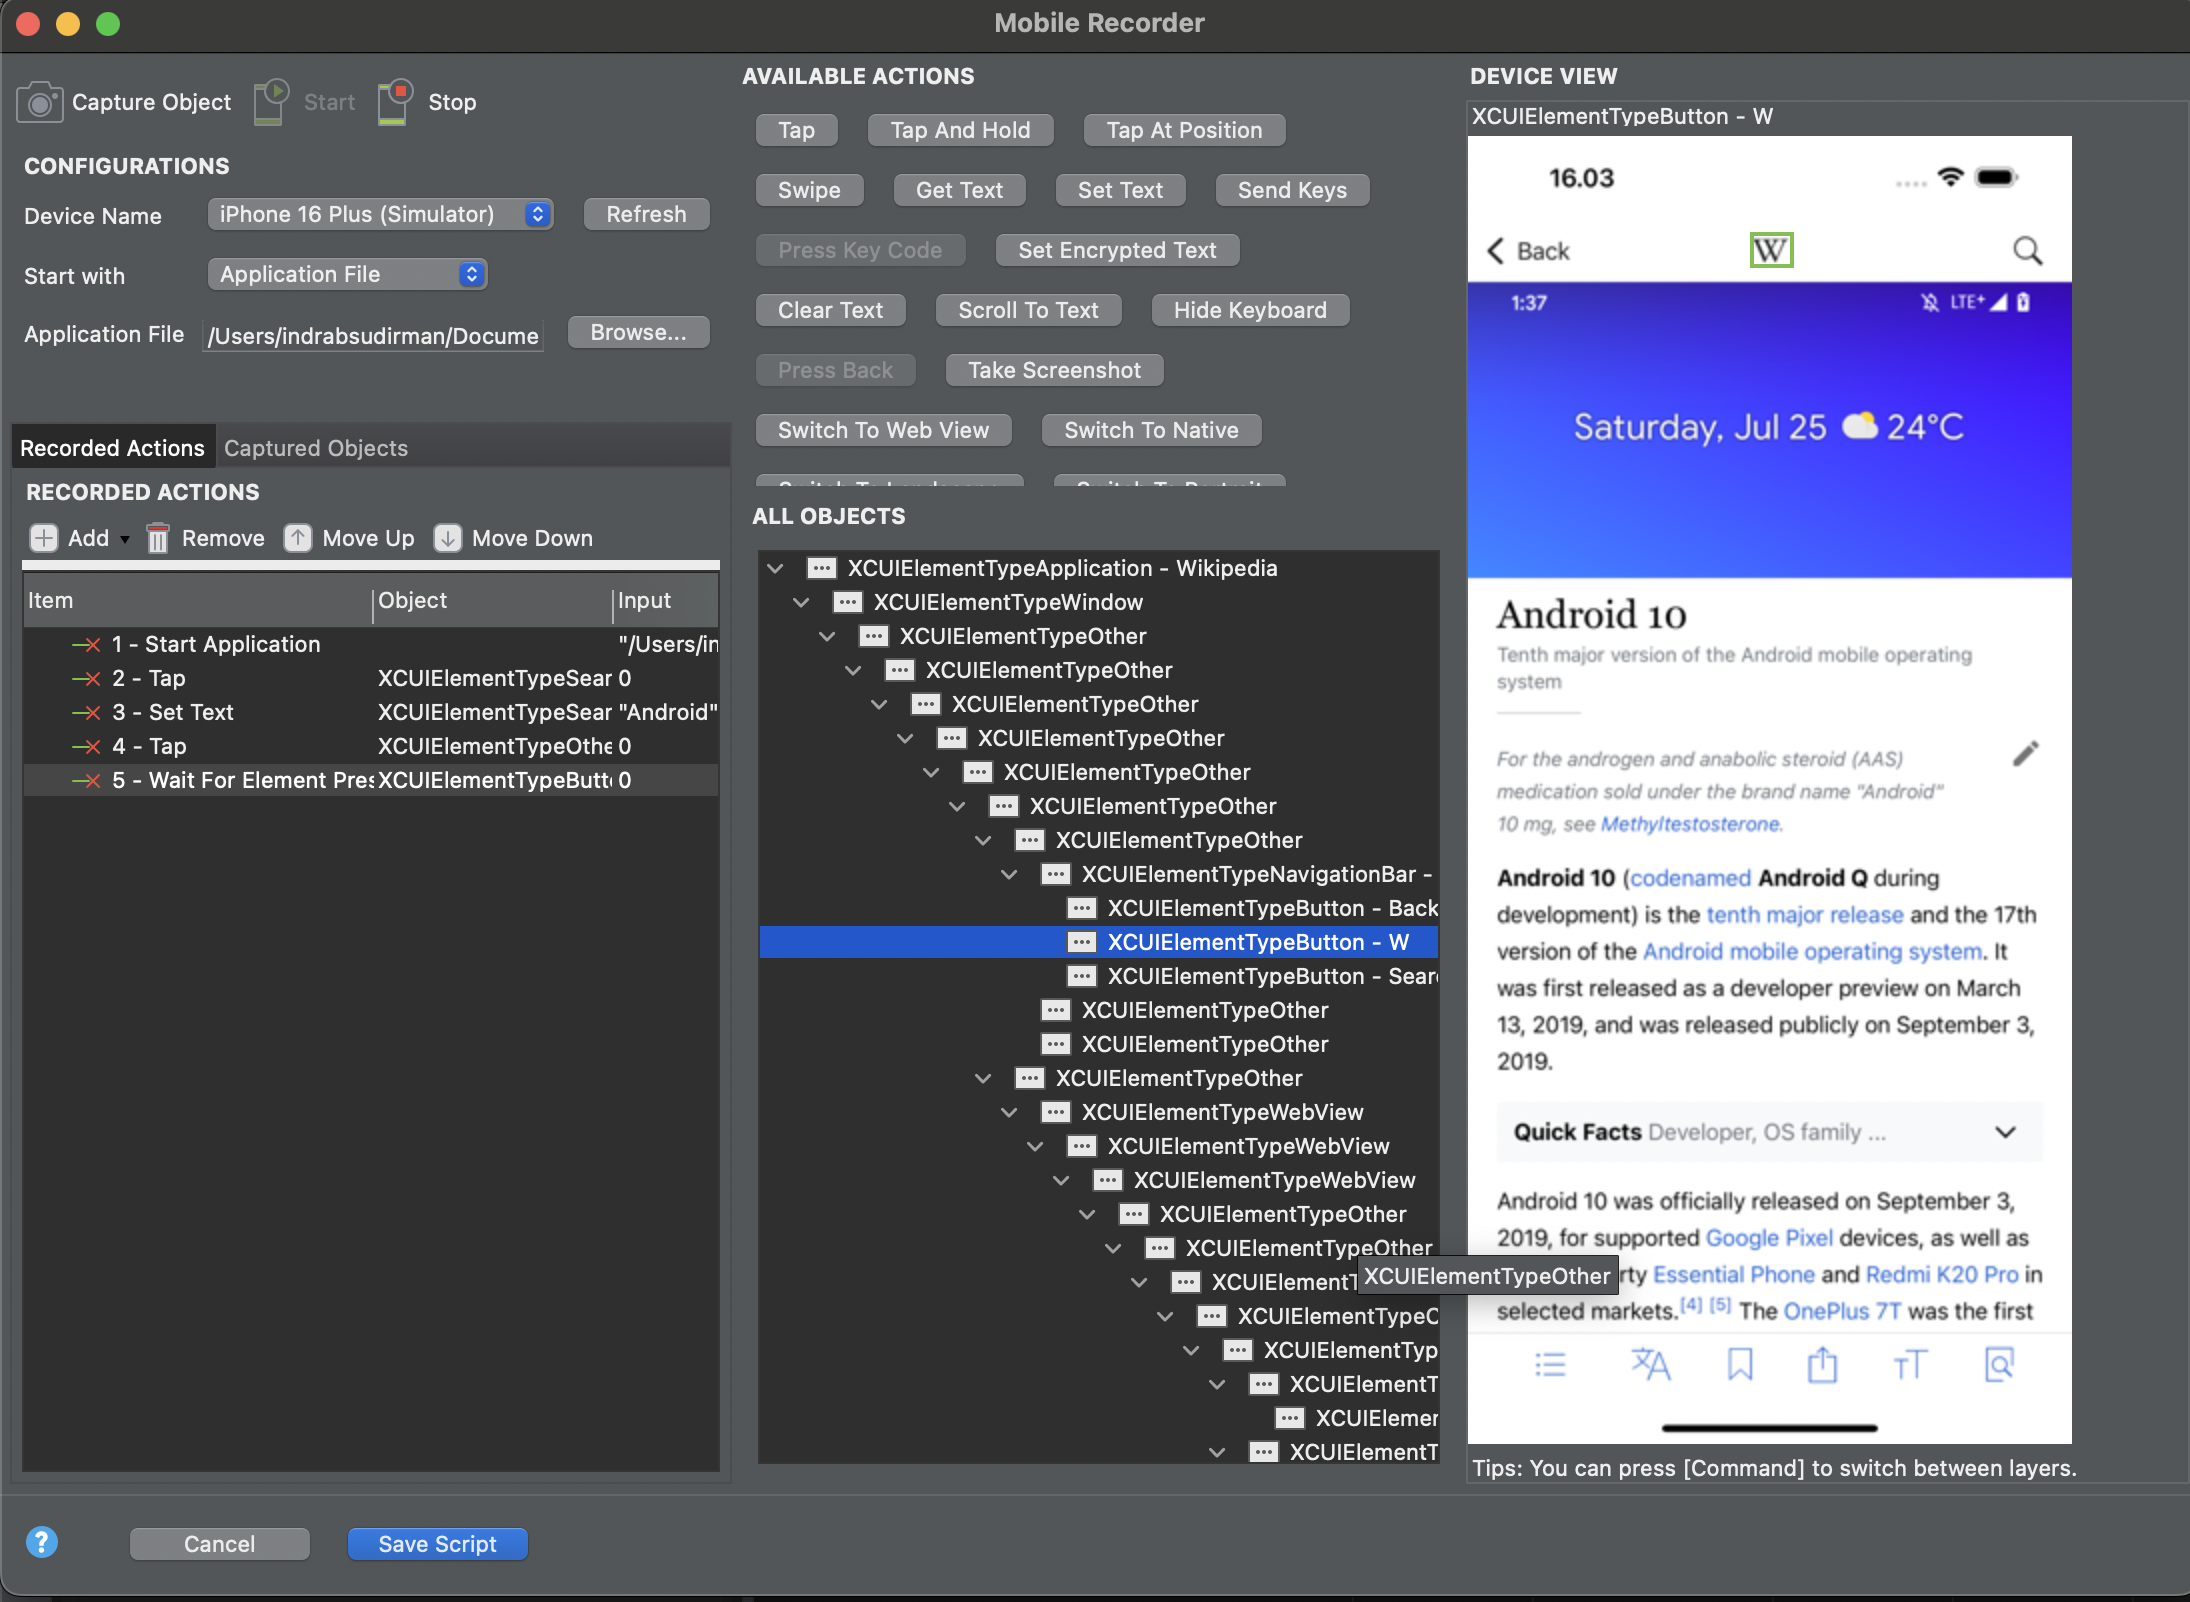 Mobile Recorder
Capture Object
Start
Stop
CONFIGURATIONS
Device Name
iPhone 16 Plus (Simulator)
Refresh
Start with
Application File
Application File
/Users/indrabsudirman/Docume
Browse...
Recorded Actions
Captured Objects
RECORDED ACTIONS
Add
Remove
Move Up
Move Down
Item Object Input
1 - Start Application "/Users/in
2 - Tap XCUIElementTypeSear 0
3 - Set Text XCUIElementTypeSear "Android"
4 - Tap XCUIElementTypeOthe 0
5 - Wait For Element Pres XCUIElementTypeButto 0
Cancel
Save Script
AVAILABLE ACTIONS
Tap
Tap And Hold
Tap At Position
Swipe
Get Text
Set Text
Send Keys
Press Key Code
Set Encrypted Text
Clear Text
Scroll To Text
Hide Keyboard
Press Back
Take Screenshot
Switch To Web View
Switch To Native
Switch To Landscape
Switch To Portrait
ALL OBJECTS
XCUIElementTypeApplication - Wikipedia
XCUIElementTypeWindow
XCUIElementTypeOther
XCUIElementTypeOther
XCUIElementTypeOther
XCUIElementTypeOther
XCUIElementTypeOther
XCUIElementTypeOther
XCUIElementTypeOther
XCUIElementTypeNavigationBar -
XCUIElementTypeButton - Back
XCUIElementTypeButton - W
XCUIElementTypeButton - Sear
XCUIElementTypeOther
XCUIElementTypeOther
XCUIElementTypeOther
XCUIElementTypeWebView
XCUIElementTypeWebView
XCUIElementTypeWebView
XCUIElementTypeOther
XCUIElementTypeOther
XCUIElementT
XCUIElementTypeOther
XCUIElementTypeO
XCUIElementTyp
XCUIElementT
XCUIElemen
XCUIElementT
DEVICE VIEW
XCUIElementTypeButton - W
16.03
Back
W
1:37
LTE+
Saturday, Jul 25 24°C
Android 10
Tenth major version of the Android mobile operating
system
For the androgen and anabolic steroid (AAS)
medication sold under the brand name "Android"
10 mg, see Methyltestosterone.
Android 10 (codenamed Android Q during
development) is the tenth major release and the 17th
version of the Android mobile operating system. It
was first released as a developer preview on March
13, 2019, and was released publicly on September 3,
2019.
Quick Facts Developer, OS family ...
Android 10 was officially released on September 3,
2019, for supported Google Pixel devices, as well as
rty Essential Phone and Redmi K20 Pro in
selected markets.[4] [5] The OnePlus 7T was the first
Tips: You can press [Command] to switch between layers.